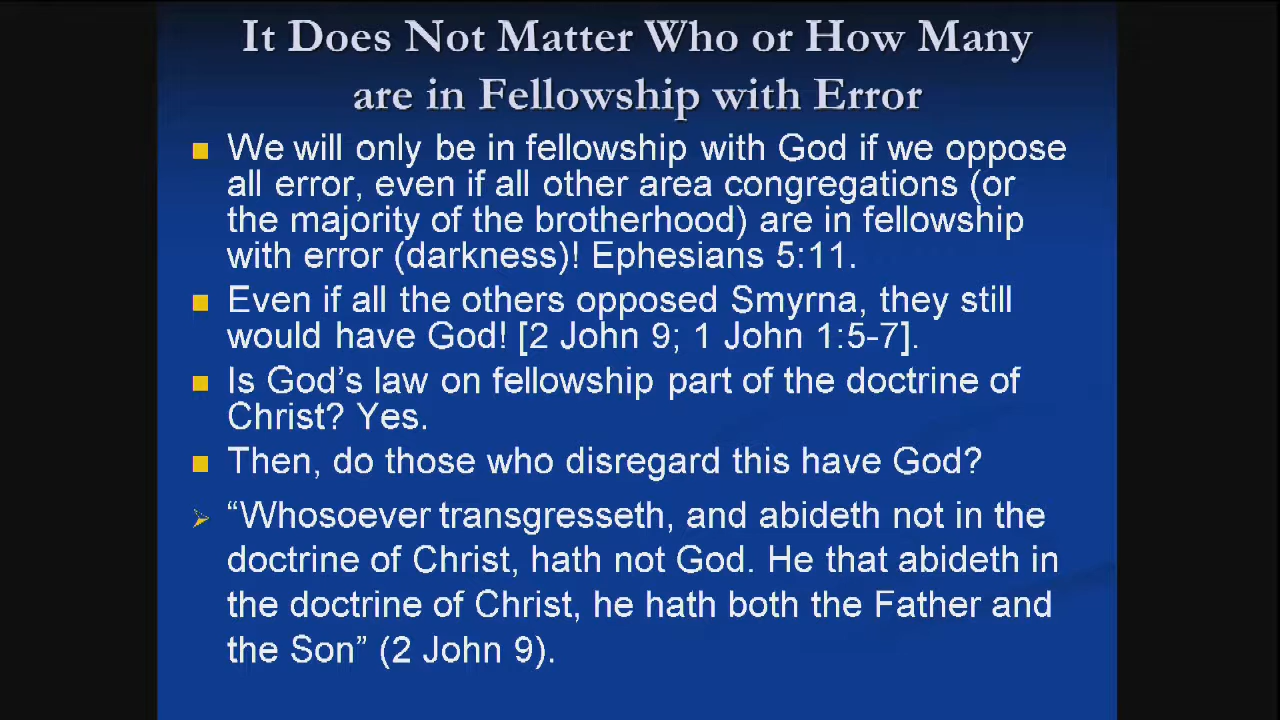 It Does Not Matter Who or How Many
are in Fellowship with Error
We will only be in fellowship with God if we oppose
all error, even if all other area congregations (or
the majority of the brotherhood) are in fellowship
with error (darkness)! Ephesians 5:11.
Even if all the others opposed Smyrna, they still
would have God! [2 John 9; 1 John 1:5-7].
Is God's law on fellowship part of the doctrine of
Christ? Yes.
Then, do those who disregard this have God?
“Whosoever transgresseth, and abideth not in the
doctrine of Christ, hath not God. He that abideth in
the doctrine of Christ, he hath both the Father and
the Son” (2 John 9).